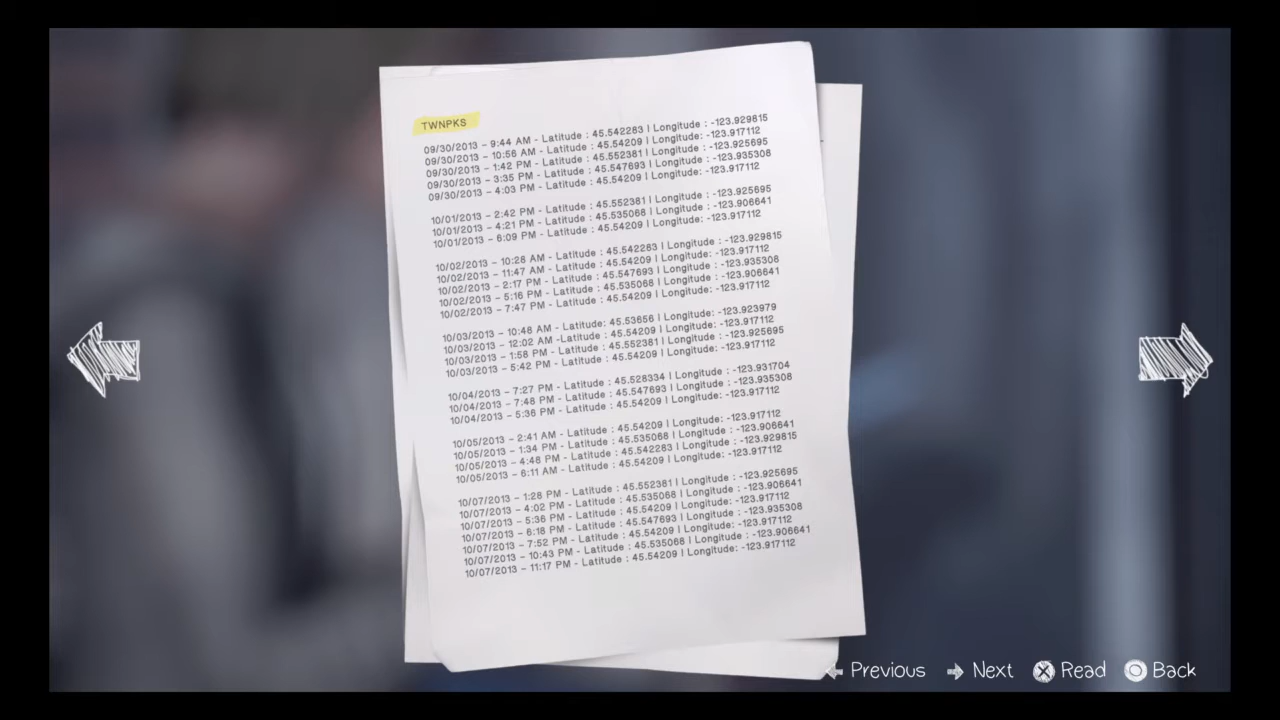 TWNPKS
09/30/2013 - 9:44 AM - Latitude : 45.542283 | Longitude : -123.929815
09/30/2013 - 10:56 AM - Latitude : 45.54209 | Longitude: -123.917112
09/30/2013 - 1:42 PM - Latitude : 45.552381 | Longitude : -123.925695
09/30/2013 - 3:35 PM - Latitude : 45.547693 | Longitude : -123.935308
09/30/2013 - 4:03 PM - Latitude : 45.54209 | Longitude: -123.917112
10/01/2013 - 2:42 PM - Latitude : 45.552381 | Longitude : -123.925695
10/01/2013 - 4:21 PM - Latitude : 45.535068 | Longitude : -123.906641
10/01/2013 - 6:09 PM - Latitude : 45.54209 | Longitude: -123.917112
10/02/2013 - 10:28 AM - Latitude : 45.542283 | Longitude : -123.929815
10/02/2013 - 11:47 AM - Latitude : 45.54209 | Longitude: -123.917112
10/02/2013 - 2:17 PM - Latitude : 45.547693 | Longitude : -123.935308
10/02/2013 - 5:16 PM - Latitude : 45.535068 | Longitude : -123.906641
10/02/2013 - 7:47 PM - Latitude : 45.54209 | Longitude: -123.917112
10/03/2013 - 10:48 AM - Latitude: 45.53656 | Longitude: -123.923979
10/03/2013 - 12:02 AM -Latitude : 45.54209 | Longitude: -123.917112
10/03/2013 - 1:58 PM - Latitude : 45.552381 | Longitude : -123.925695
10/03/2013 - 5:42 PM - Latitude : 45.54209 | Longitude: -123.917112
10/04/2013 - 7:27 PM - Latitude : 45.528334 | Longitude : -123.931704
10/04/2013 - 7:48 PM - Latitude : 45.547693 | Longitude : -123.935308
10/04/2013 - 5:36 PM - Latitude : 45.54209 | Longitude: -123.917112
10/05/2013 - 2:41 AM - Latitude : 45.54209 | Longitude: -123.917112
10/05/2013 - 1:34 PM - Latitude : 45.535068 | Longitude : -123.906641
10/05/2013 - 4:48 PM - Latitude : 45.542283 | Longitude : -123.929815
10/05/2013 - 6:11 AM - Latitude : 45.54209 | Longitude: -123.917112
10/07/2013 - 1:28 PM - Latitude : 45.552381 | Longitude : -123.925695
10/07/2013 - 4:02 PM - Latitude : 45.535068 | Longitude : -123.906641
10/07/2013 - 5:36 PM - Latitude : 45.54209 | Longitude: -123.917112
10/07/2013 - 6:18 PM - Latitude : 45.547693 | Longitude : -123.935308
10/07/2013 - 7:52 PM - Latitude : 45.54209 | Longitude: -123.917112
10/07/2013 - 10:43 PM - Latitude : 45.535068 | Longitude : -123.906641
10/07/2013 - 11:17 PM - Latitude : 45.54209 | Longitude: -123.917112
Previous Next Read Back